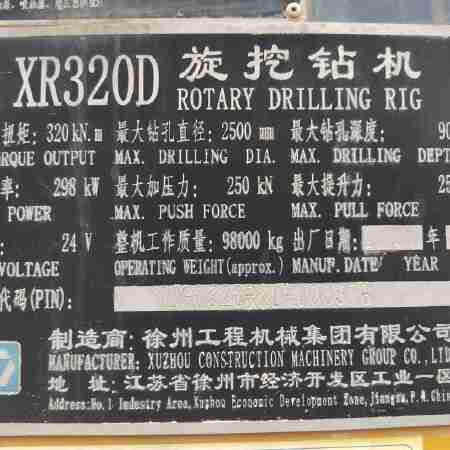 XR320D 旋挖钻机
ROTARY DRILLING RIG
扭矩: 320 kN.m 最大钻孔直径: 2500 mm 最大钻孔深度: 90
RQUE OUTPUT MAX. DRILLING DIA. MAX. DRILLING DEPT
率: 298 kW 最大加压力: 250 kN 最大提升力: 25
POWER MAX. PUSH FORCE MAX. PULL FORCE
: 24 V 整机工作质量: 98000 kg 出厂日期: 年
VOLTAGE OPERATING WEIGHT(approx.) MANUF. DATE/ YEAR
代码(PIN):
制造商: 徐州工程机械集团有限公司
MANUFACTURER: XUZHOU CONSTRUCTION MACHINERY GROUP CO.,LTD
地 址: 江苏省徐州市经济开发区工业一区
Address:No.1 Industry Area,Xuzhou Economic Development Zone,Jiangsu,P.R.China